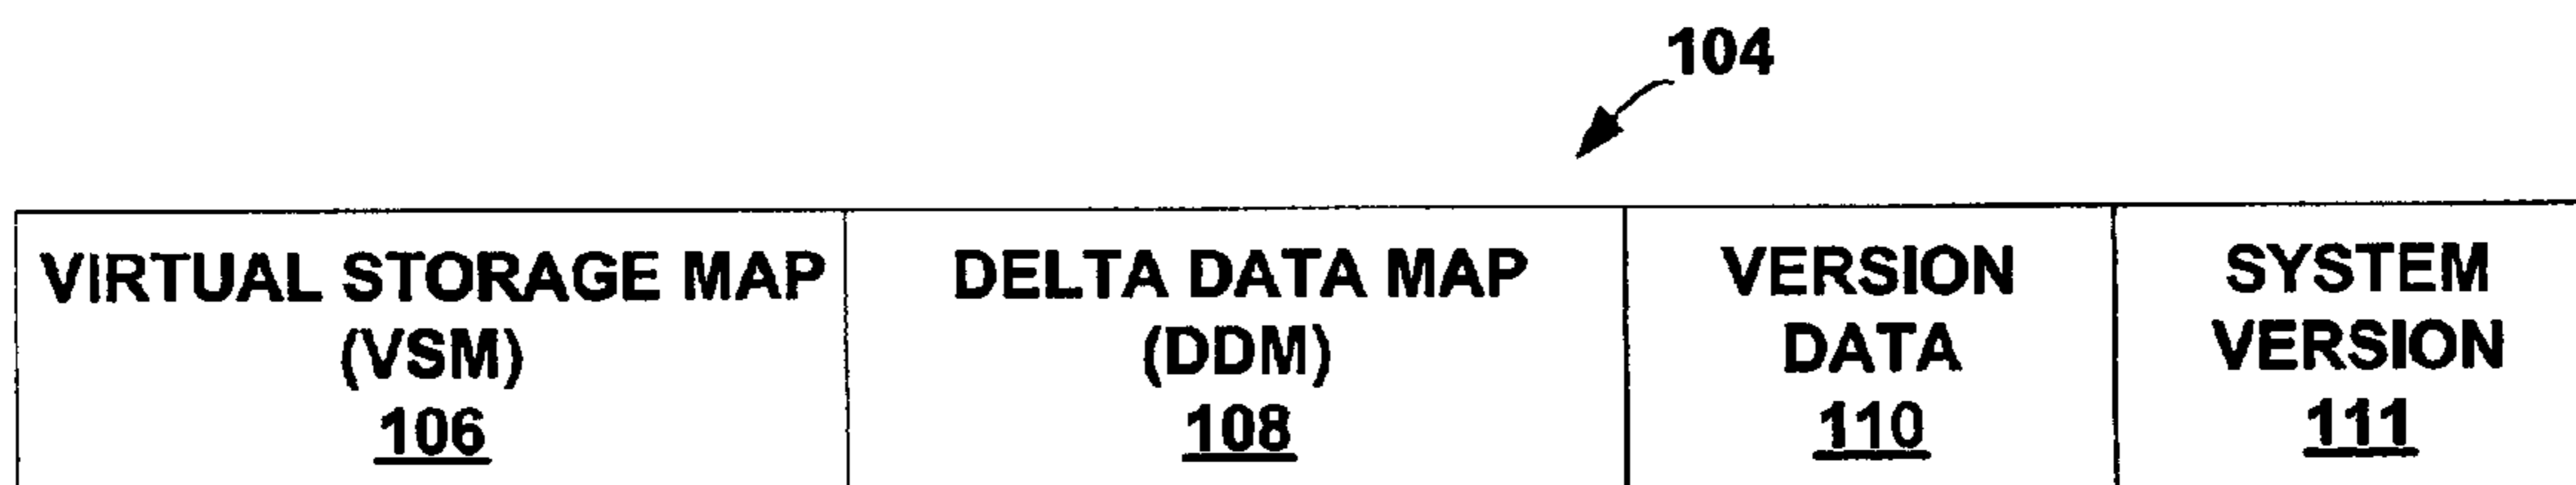 104
VIRTUAL STORAGE MAP
(VSM)
106
DELTA DATA MAP
(DDM)
108
VERSION
DATA
110
SYSTEM
VERSION
111